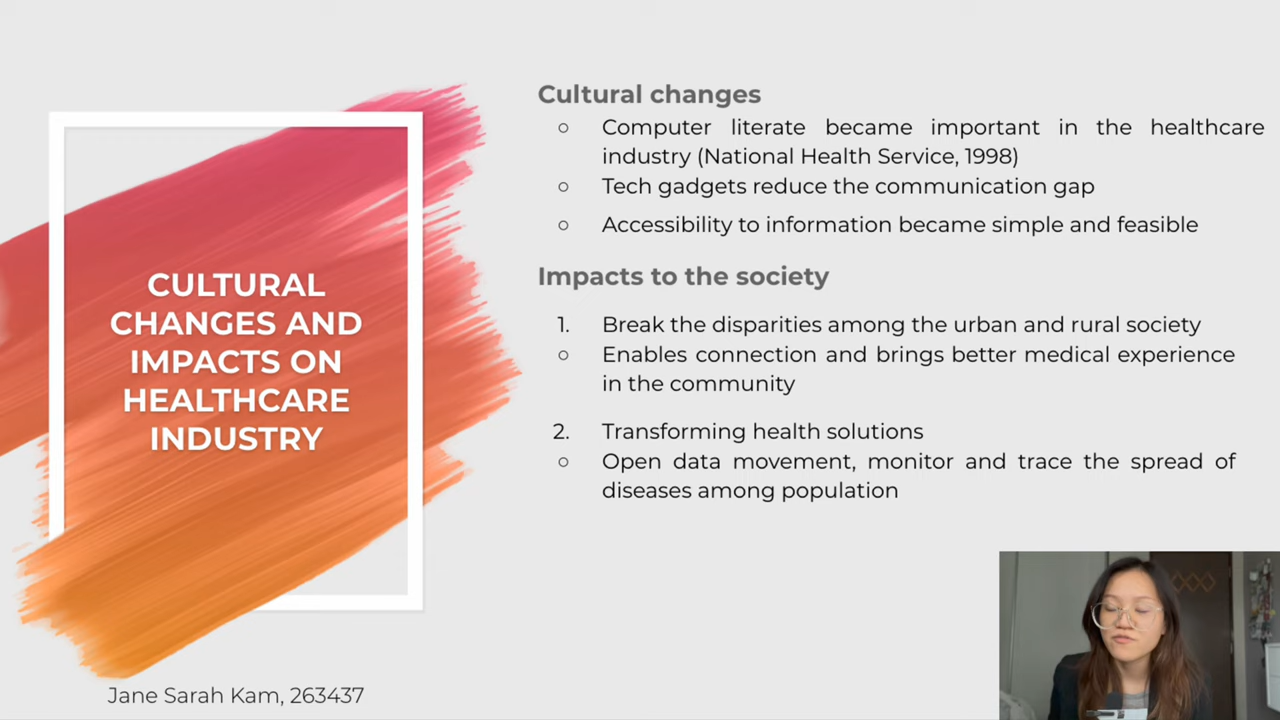 CULTURAL
CHANGES AND
IMPACTS ON
HEALTHCARE
INDUSTRY
Jane Sarah Kam, 263437
Cultural changes
○ Computer literate became important in the healthcare
industry (National Health Service, 1998)
○ Tech gadgets reduce the communication gap
○ Accessibility to information became simple and feasible
Impacts to the society
1. Break the disparities among the urban and rural society
○ Enables connection and brings better medical experience
in the community
2. Transforming health solutions
○ Open data movement, monitor and trace the spread of
diseases among population